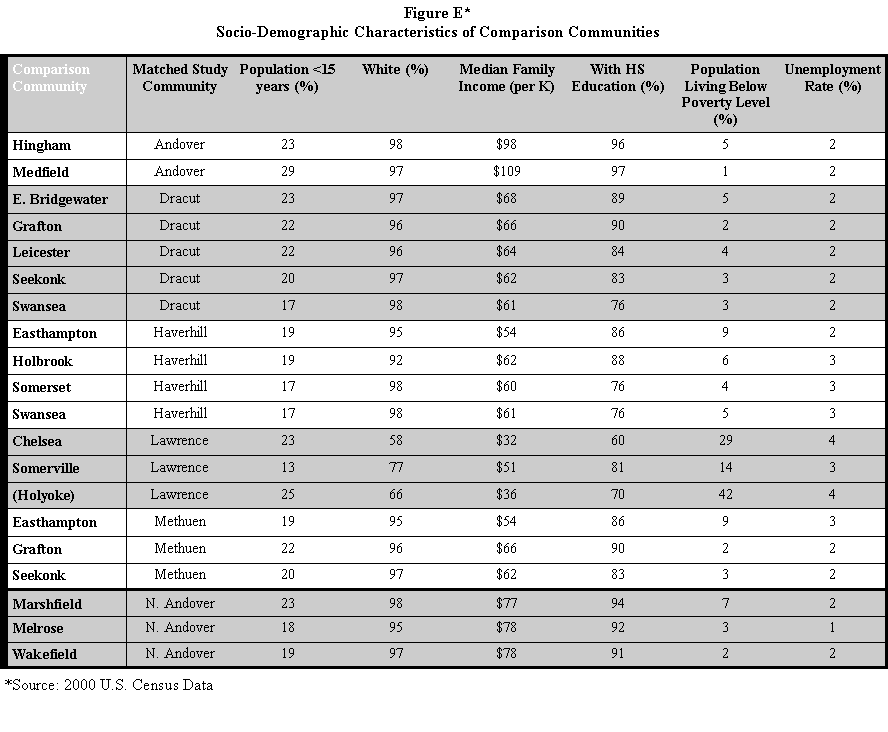 Figure E*
Socio-Demographic Characteristics of Comparison Communities
Comparison Community Matched Study Community Population <15 years (%) White (%) Median Family Income (per K) With HS Education (%) Population Living Below Poverty Level (%) Unemployment Rate (%)
Hingham Andover 23 98 $98 96 5 2
Medfield Andover 29 97 $109 97 1 2
E. Bridgewater Dracut 23 97 $68 89 5 2
Grafton Dracut 22 96 $66 90 2 2
Leicester Dracut 22 96 $64 84 4 2
Seekonk Dracut 20 97 $62 83 3 2
Swansea Dracut 17 98 $61 76 3 2
Easthampton Haverhill 19 95 $54 86 9 2
Holbrook Haverhill 19 92 $62 88 6 3
Somerset Haverhill 17 98 $60 76 4 3
Swansea Haverhill 17 98 $61 76 5 3
Chelsea Lawrence 23 58 $32 60 29 4
Somerville Lawrence 13 77 $51 81 14 3
(Holyoke) Lawrence 25 66 $36 70 42 4
Easthampton Methuen 19 95 $54 86 9 3
Grafton Methuen 22 96 $66 90 2 2
Seekonk Methuen 20 97 $62 83 3 2
Marshfield N. Andover 23 98 $77 94 7 2
Melrose N. Andover 18 95 $78 92 3 1
Wakefield N. Andover 19 97 $78 91 2 2
*Source: 2000 U.S. Census Data